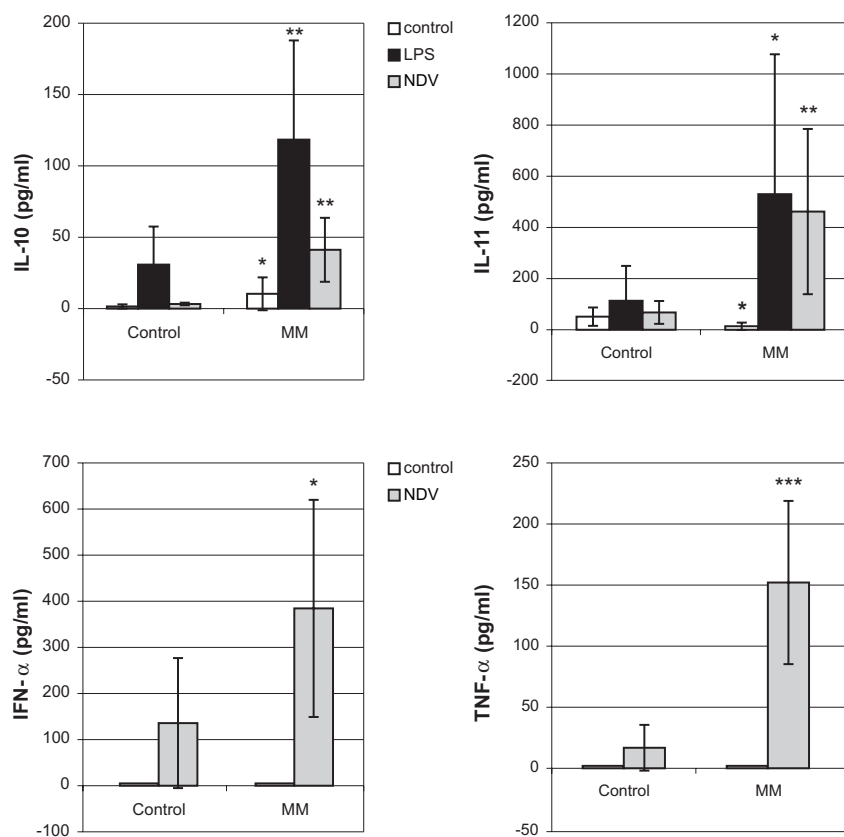 200
150
100
50
0
-50
IL-10 (pg/ml)
**
*
**
Control MM
control
LPS
NDV
1200
1000
800
600
400
200
0
-200
IL-11 (pg/ml)
*
**
*
Control MM
700
600
500
400
300
200
100
0
-100
IFN-α (pg/ml)
*
Control MM
control
NDV
250
200
150
100
50
0
-50
TNF-α (pg/ml)
***
Control MM